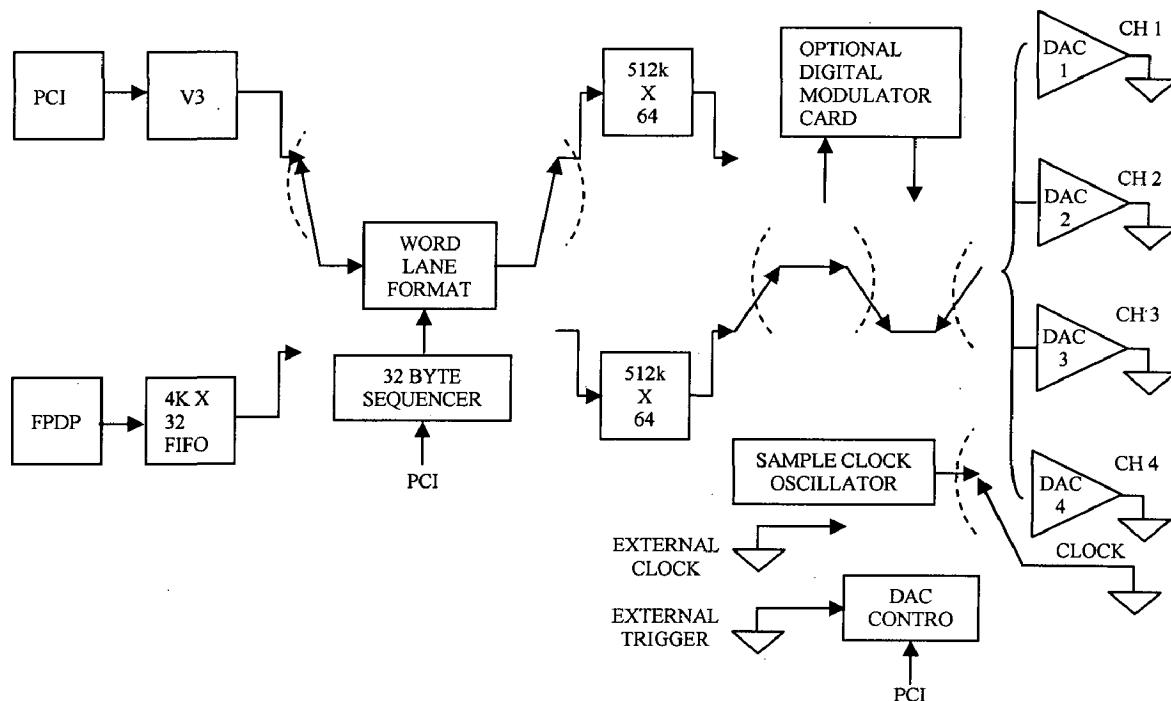 PCI
V3
512k
X
64
OPTIONAL
DIGITAL
MODULATOR
CARD
DAC
1
CH 1
DAC
2
CH 2
WORD
LANE
FORMAT
DAC
3
CH 3
FPDP
4K X
32
FIFO
32 BYTE
SEQUENCER
PCI
512k
X
64
SAMPLE CLOCK
OSCILLATOR
DAC
4
CH 4
CLOCK
EXTERNAL
CLOCK
EXTERNAL
TRIGGER
DAC
CONTRO
PCI